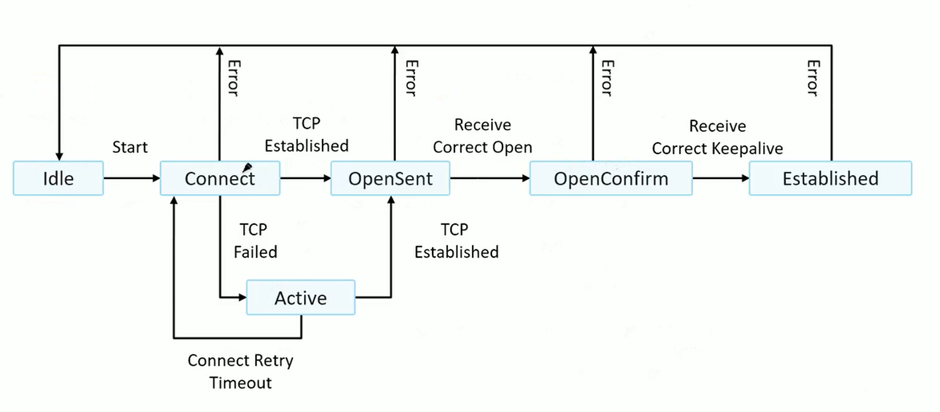 Error
Error
Error
Error
Start
TCP
Established
Receive
Correct Open
Receive
Correct Keepalive
Idle
Connect
OpenSent
OpenConfirm
Established
TCP
Failed
TCP
Established
Active
Connect Retry
Timeout